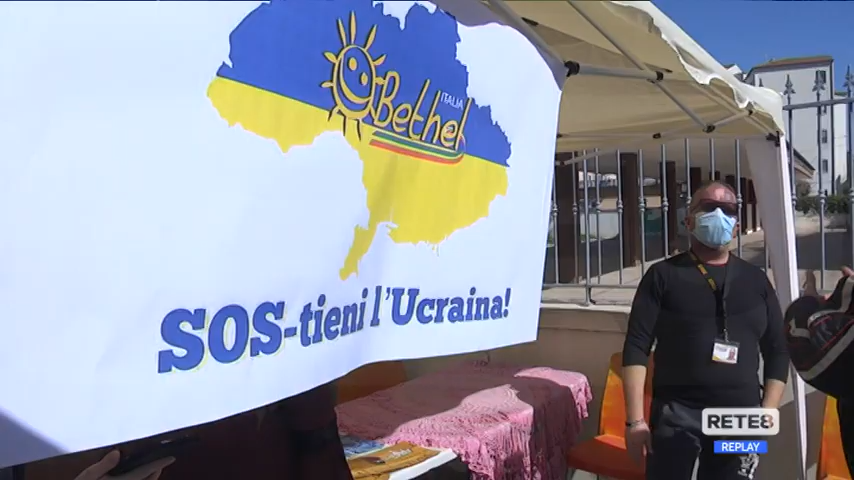 ITALIA
Bethel
SOS-tieni l'Ucraina!
RETE8
REPLAY